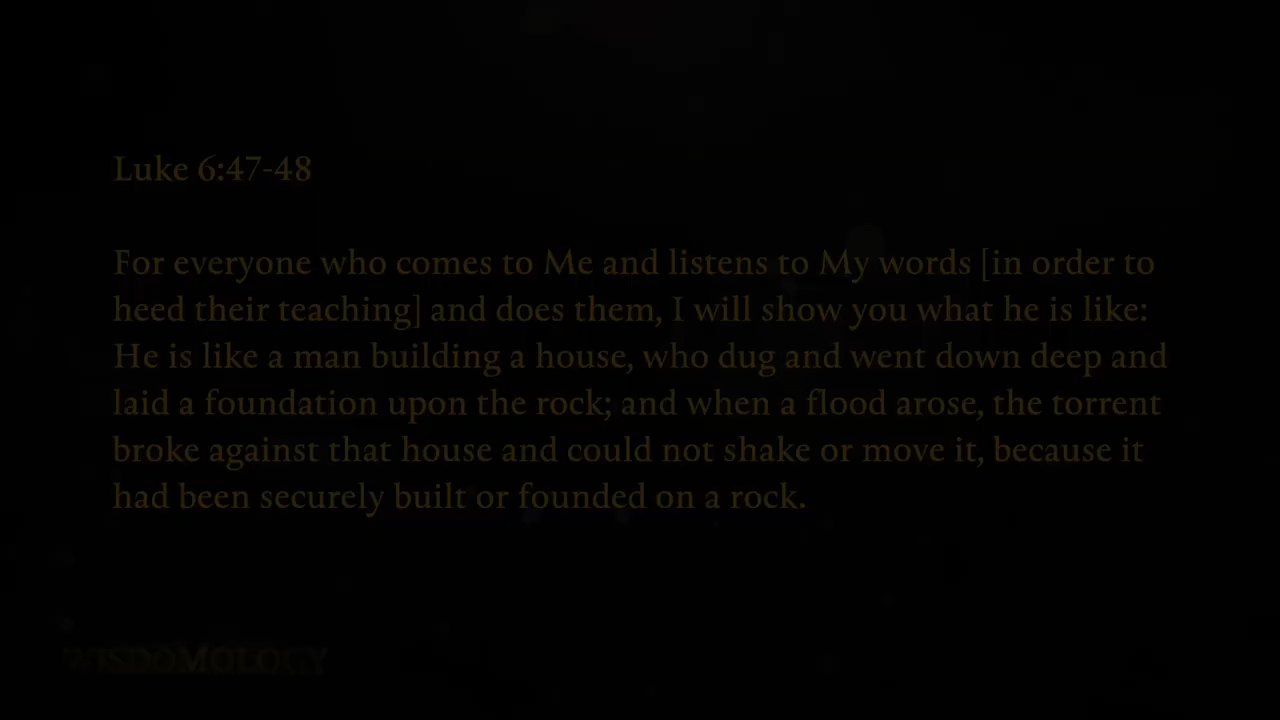 Luke 6:47-48
For everyone who comes to Me and listens to My words [in order to
heed their teaching] and does them, I will show you what he is like:
He is like a man building a house, who dug and went down deep and
laid a foundation upon the rock; and when a flood arose, the torrent
broke against that house and could not shake or move it, because it
had been securely built or founded on a rock.
WISDOMOLOGY